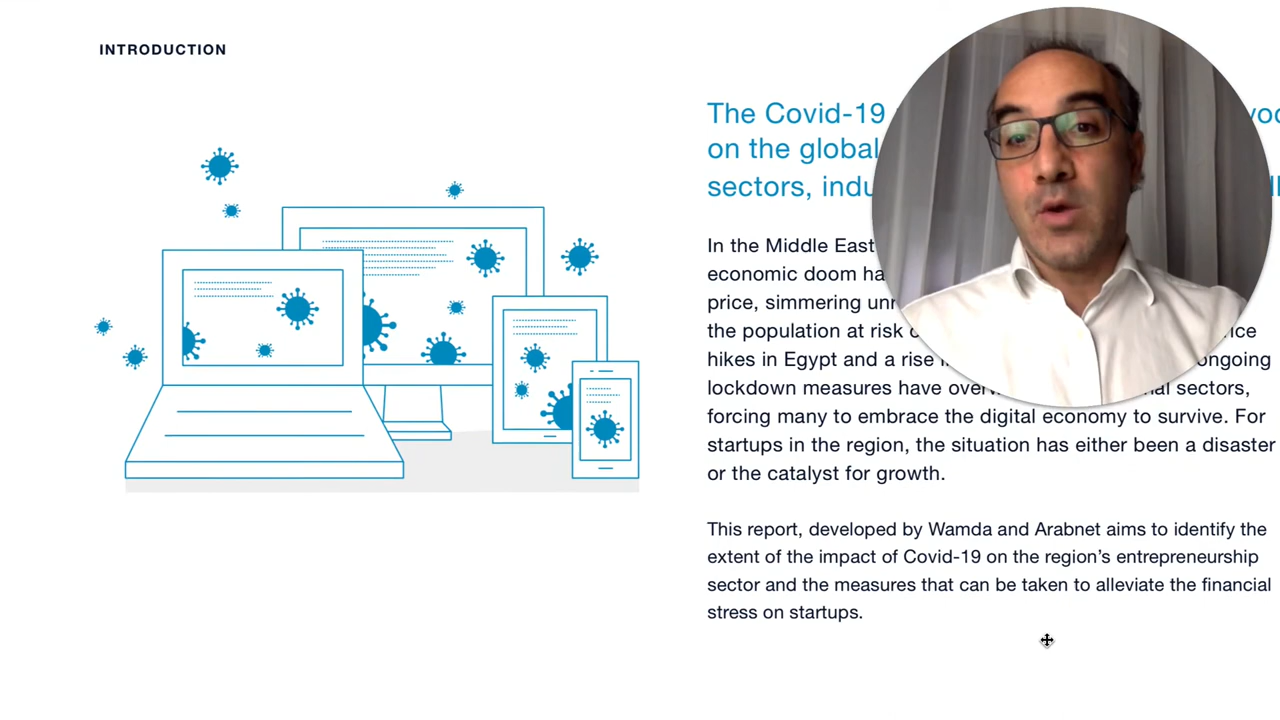 INTRODUCTION
The Covid-19
on the global
sectors,
In the Middle East
economic doom
price, simmering
the population at risk
hikes in Egypt and a rise ongoing
lockdown measures have sectors,
forcing many to embrace the digital economy to survive. For
startups in the region, the situation has either been a disaster
or the catalyst for growth.
This report, developed by Wamda and Arabnet aims to identify the
extent of the impact of Covid-19 on the region's entrepreneurship
sector and the measures that can be taken to alleviate the financial
stress on startups.